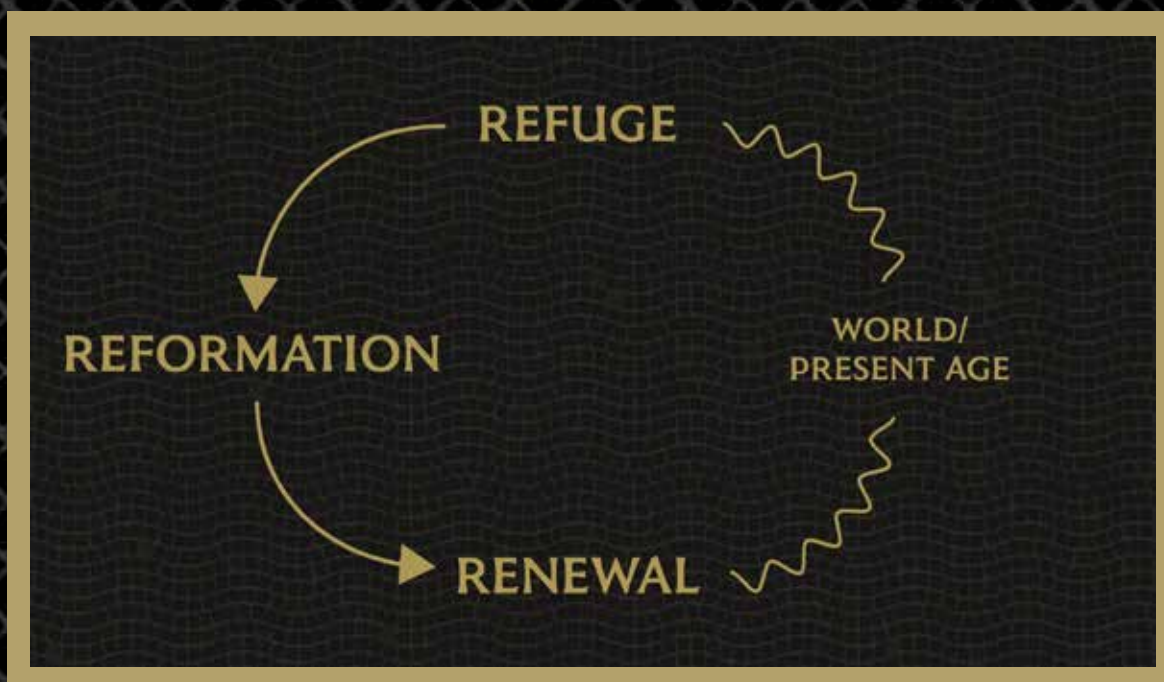 REFUGE
REFORMATION
WORLD/
PRESENT AGE
RENEWAL